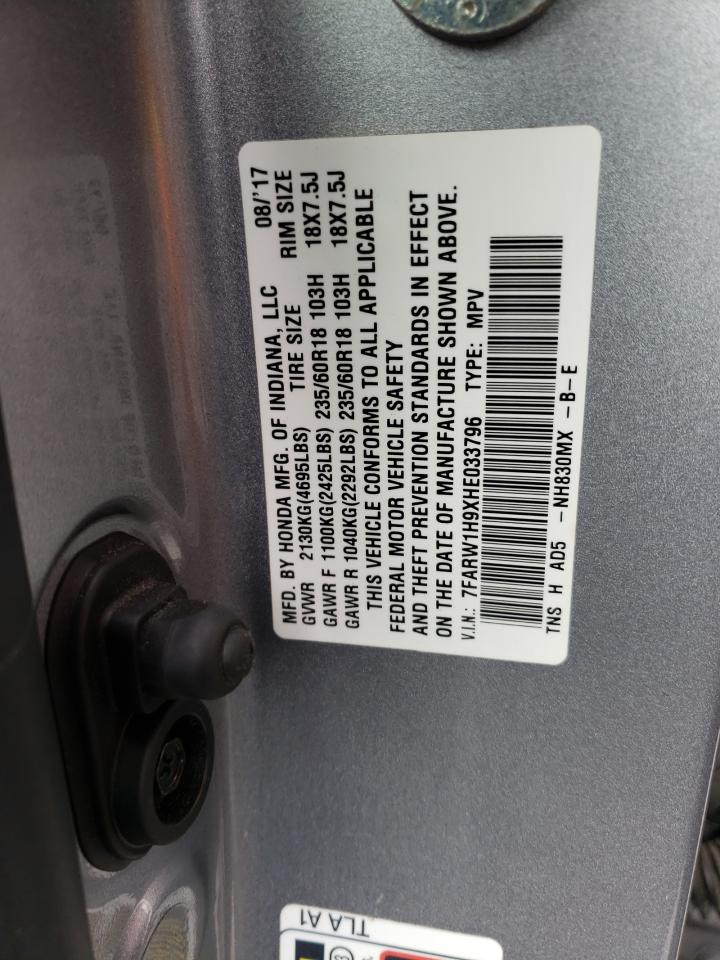 MFD. BY HONDA MFG. OF INDIANA, LLC 08/'17
GVWR 2130KG(4695LBS) TIRE SIZE RIM SIZE
GAWR F 1100KG(2425LBS) 235/60R18 103H 18X7.5J
GAWR R 1040KG(2292LBS) 235/60R18 103H 18X7.5J
THIS VEHICLE CONFORMS TO ALL APPLICABLE
FEDERAL MOTOR VEHICLE SAFETY
AND THEFT PREVENTION STANDARDS IN EFFECT
ON THE DATE OF MANUFACTURE SHOWN ABOVE.
V.I.N.: 7FARW1H9XHE033796 TYPE: MPV
TNS H AD5 -NH830MX -B-E
TLA A1